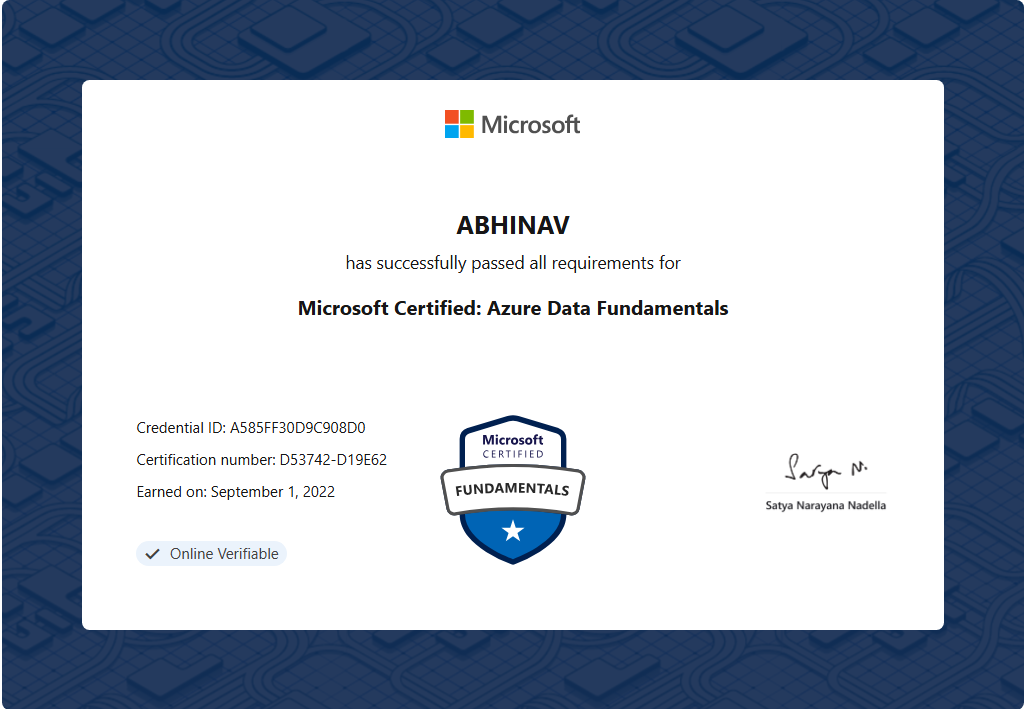 Microsoft
ABHINAV
has successfully passed all requirements for
Microsoft Certified: Azure Data Fundamentals
Credential ID: A585FF30D9C908D0
Certification number: D53742-D19E62
Earned on: September 1, 2022
Online Verifiable
Microsoft
CERTIFIED
FUNDAMENTALS
Satya N.
Satya Narayana Nadella